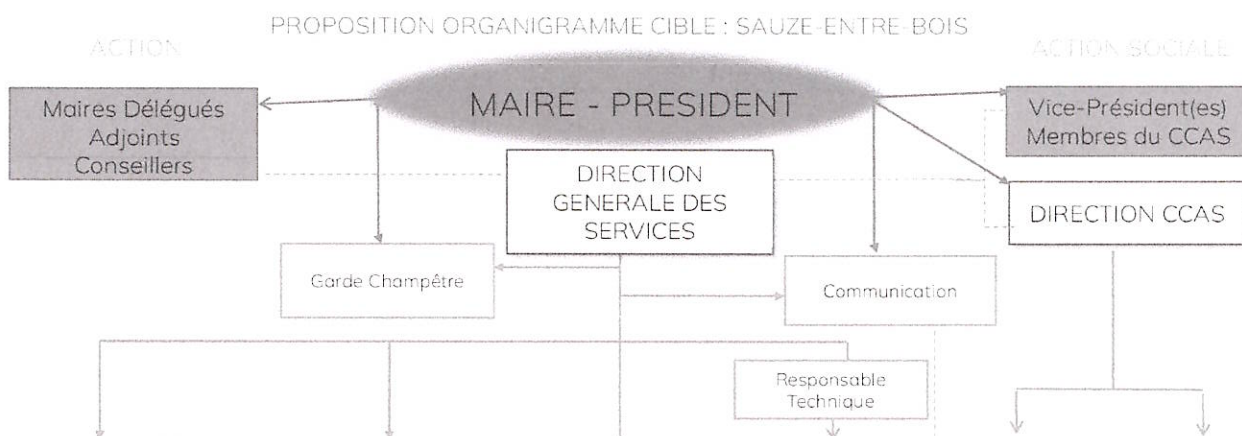 PROPOSITION ORGANIGRAMME CIBLE : SAUZE-ENTRE-BOIS
ACTION
ACTION SOCIALE
Maires Délégués
Adjoints
Conseillers
MAIRE - PRESIDENT
Vice-Président(es)
Membres du CCAS
DIRECTION
GENERALE DES
SERVICES
DIRECTION CCAS
Garde Champêtre
Communication
Responsable
Technique